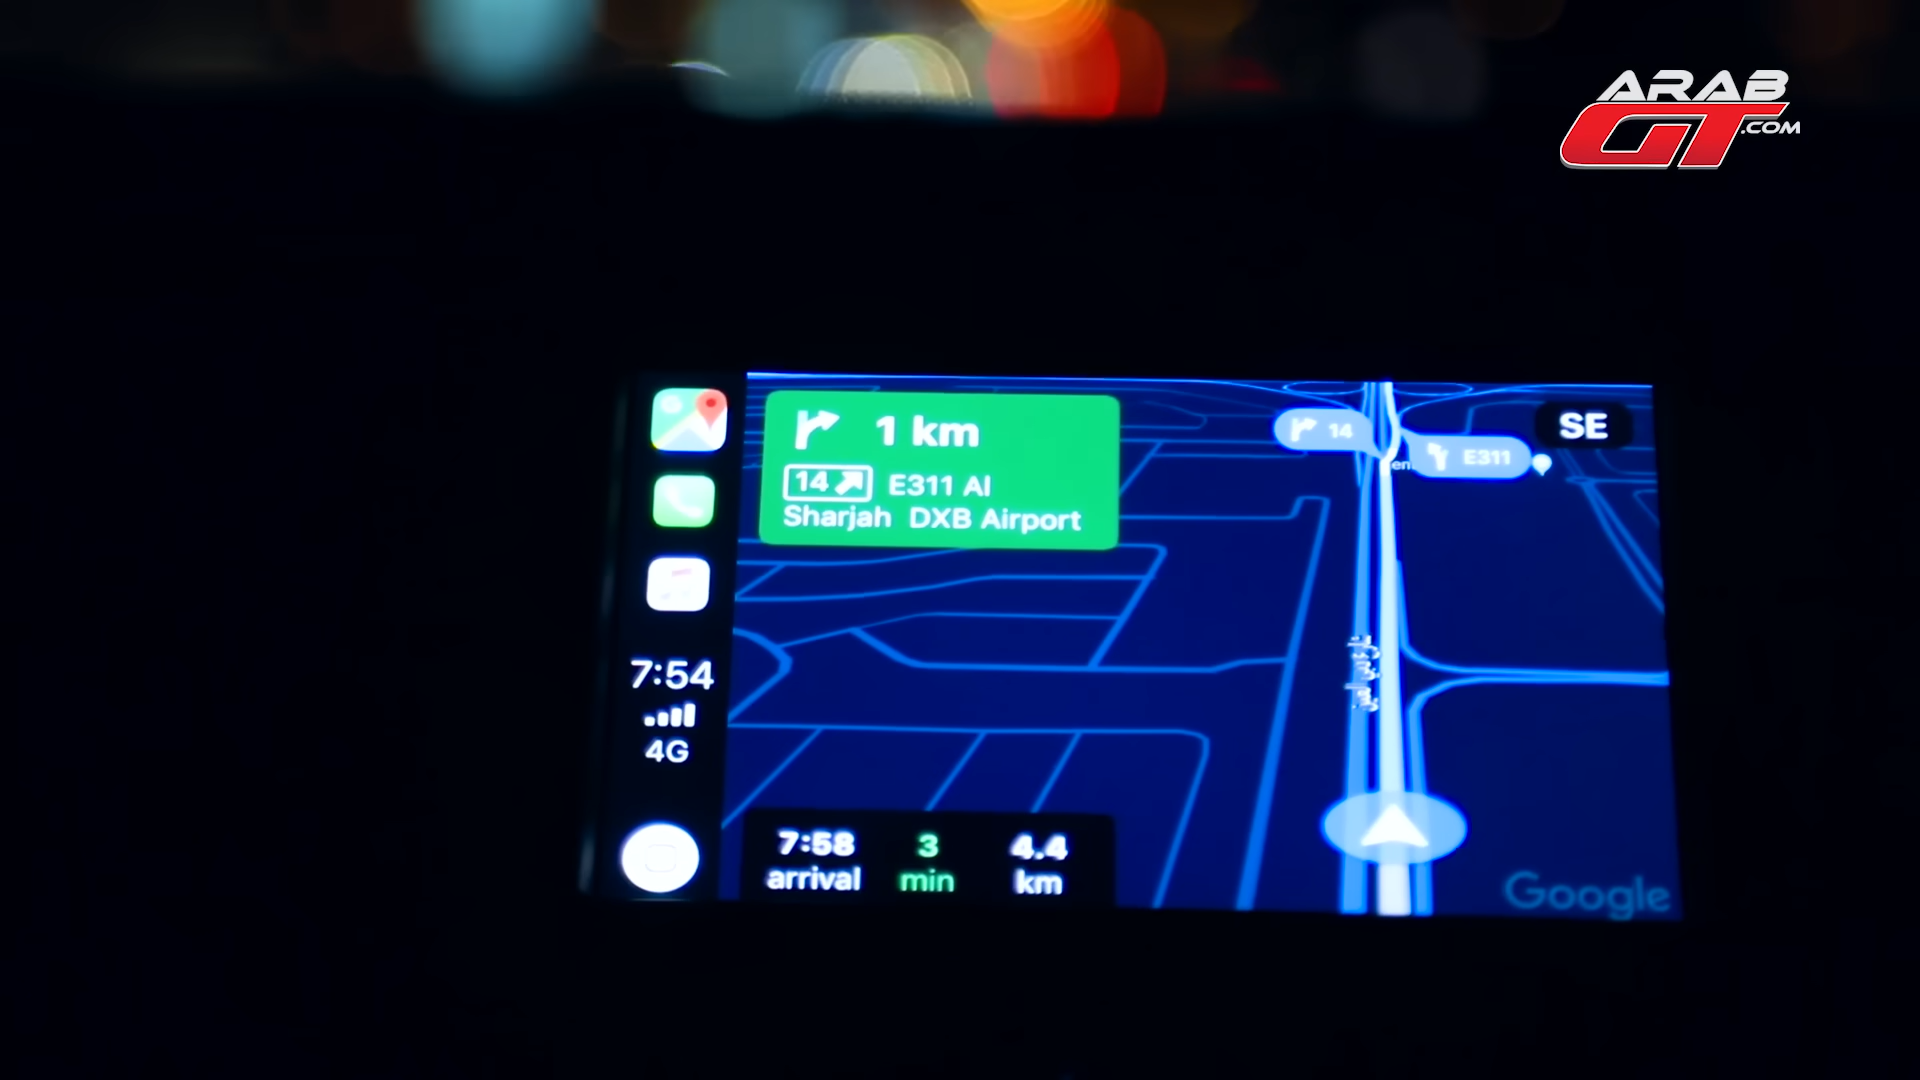 ARAB
GT.COM
1 km
14 E311 Al
Sharjah DXB Airport
14
E311
SE
7:54
4G
7:58 3 4.4
arrival min km
Google